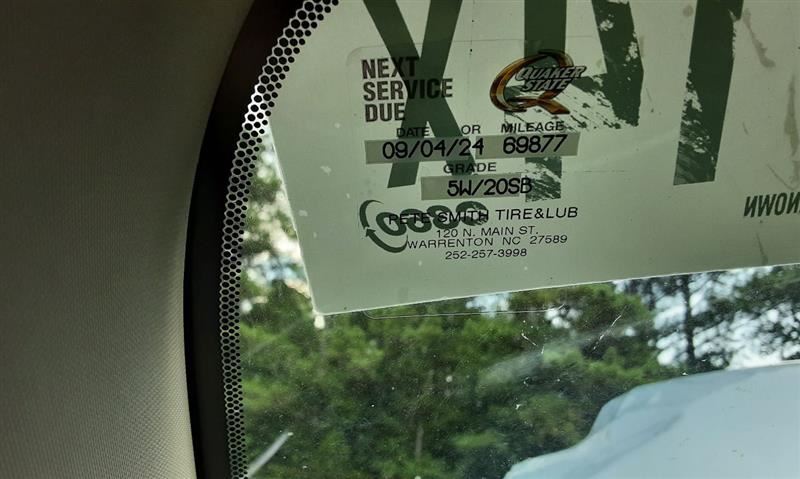 NEXT
SERVICE
DUE
QUAKER
STATE
DATE OR MILEAGE
09/04/24 69877
GRADE
5W/20SB
PETE SMITH TIRE&LUB
120 N. MAIN ST.
WARRENTON NC 27589
252-257-3998